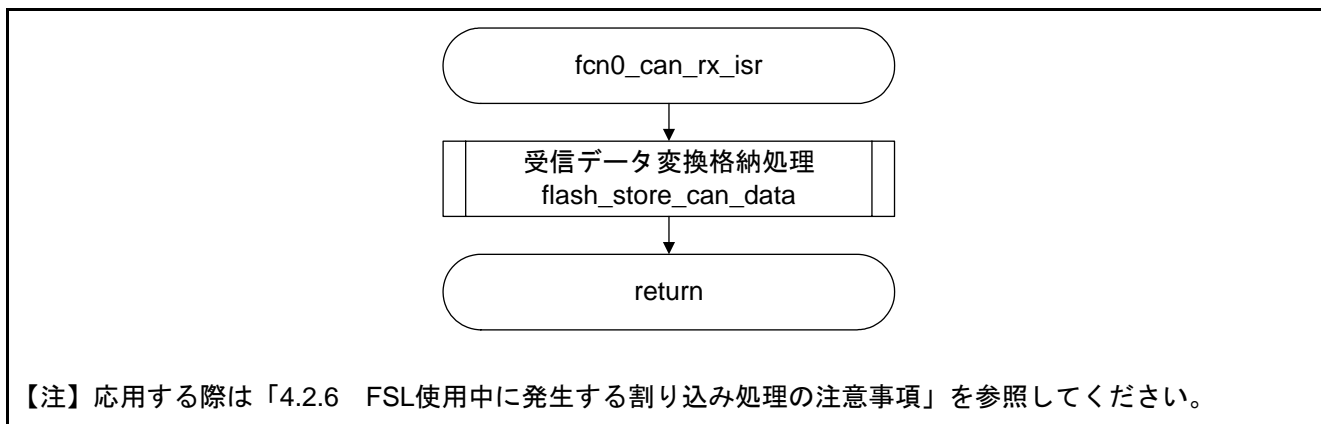 fcn0_can_rx_isr
受信データ変換格納処理
flash_store_can_data
return
【注】応用する際は「4.2.6　FSL使用中に発生する割り込み処理の注意事項」を参照してください。